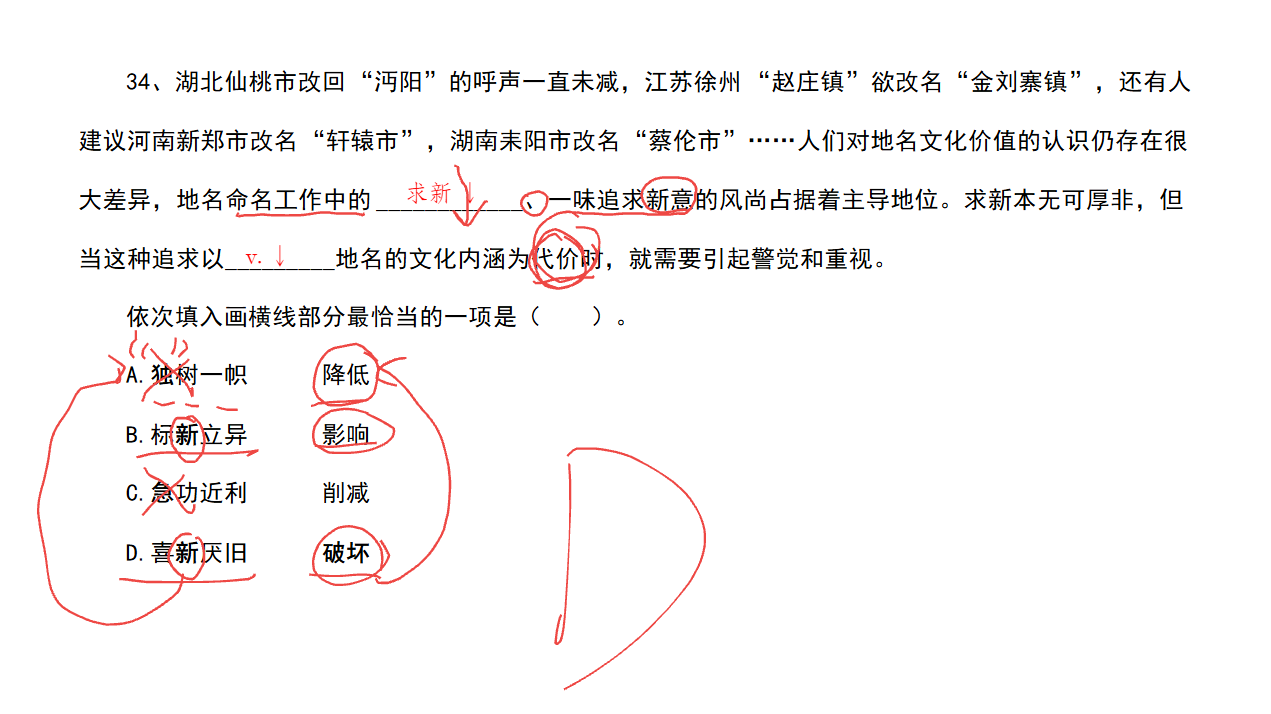 34、湖北仙桃市改回“沔阳”的呼声一直未减，江苏徐州“赵庄镇”欲改名“金刘寨镇”，还有人
建议河南新郑市改名“轩辕市”，湖南耒阳市改名“蔡伦市”……人们对地名文化价值的认识仍存在很
大差异，地名命名工作中的____求新↓____、一味追求新意的风尚占据着主导地位。求新本无可厚非，但
当这种追求以__v.↓____地名的文化内涵为代价时，就需要引起警觉和重视。
依次填入画横线部分最恰当的一项是（　　）。
A.独树一帜　　降低
B.标新立异　　影响
C.急功近利　　削减
D.喜新厌旧　　破坏
D